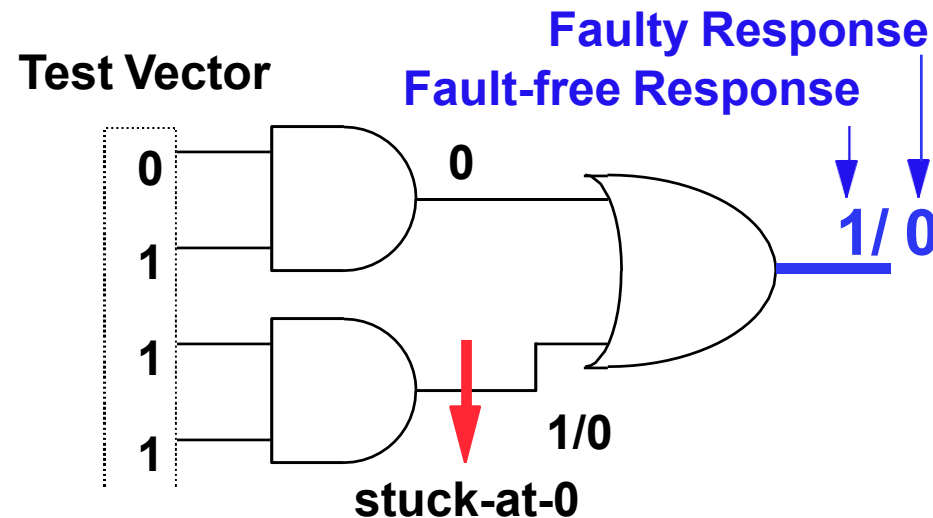 Faulty Response
Test Vector
Fault-free Response
0
0
1/ 0
1
1
1/0
1
stuck-at-0